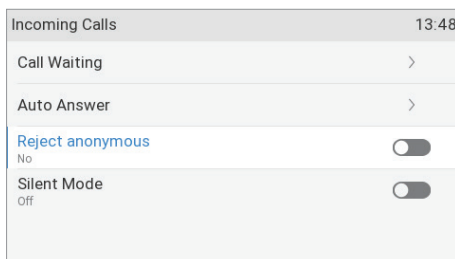 Incoming Calls 13:48
Call Waiting
Auto Answer
Reject anonymous
No
Silent Mode
Off